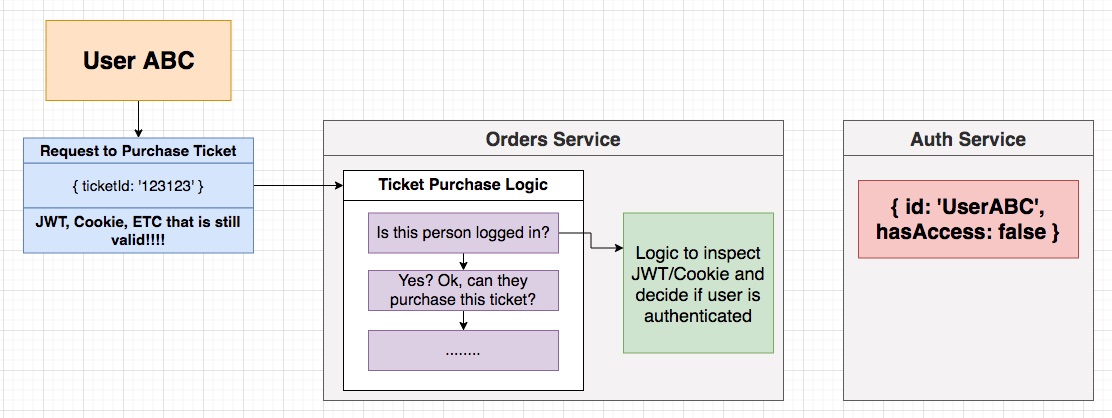 User ABC
Request to Purchase Ticket
{ ticketId: '123123' }
JWT, Cookie, ETC that is still
valid!!!!
Orders Service
Ticket Purchase Logic
Is this person logged in?
Yes? Ok, can they
purchase this ticket?
........
Logic to inspect
JWT/Cookie and
decide if user is
authenticated
Auth Service
{ id: 'UserABC',
hasAccess: false }